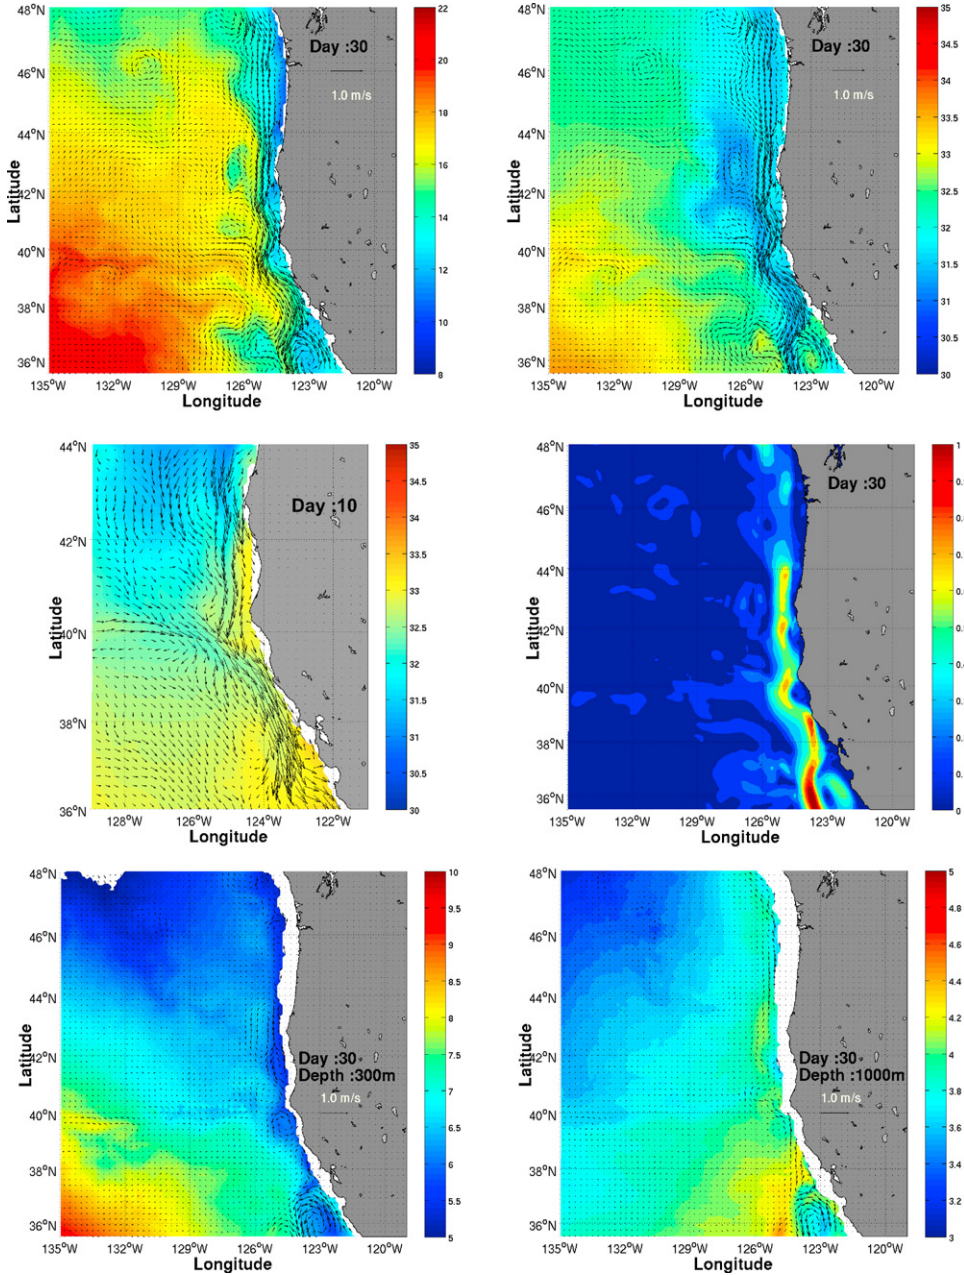 48°N
46°N
44°N
42°N
40°N
38°N
36°N
135°W 132°W 129°W 126°W 123°W 120°W
Latitude
Longitude
Day :30
1.0 m/s
22
20
18
16
14
12
10
8
48°N
46°N
44°N
42°N
40°N
38°N
36°N
135°W 132°W 129°W 126°W 123°W 120°W
Latitude
Longitude
Day :30
1.0 m/s
35
34.5
34
33.5
33
32.5
32
31.5
31
30.5
30
44°N
42°N
40°N
38°N
36°N
128°W 126°W 124°W 122°W
Latitude
Longitude
Day :10
35
34.5
34
33.5
33
32.5
32
31.5
31
30.5
30
48°N
46°N
44°N
42°N
40°N
38°N
36°N
135°W 132°W 129°W 126°W 123°W 120°W
Latitude
Longitude
Day :30
1
0
48°N
46°N
44°N
42°N
40°N
38°N
36°N
135°W 132°W 129°W 126°W 123°W 120°W
Latitude
Longitude
Day :30
Depth :300m
1.0 m/s
10
9.5
9
8.5
8
7.5
7
6.5
6
5.5
5
48°N
46°N
44°N
42°N
40°N
38°N
36°N
135°W 132°W 129°W 126°W 123°W 120°W
Latitude
Longitude
Day :30
Depth :1000m
1.0 m/s
5
4.8
4.6
4.4
4.2
4
3.8
3.6
3.4
3.2
3